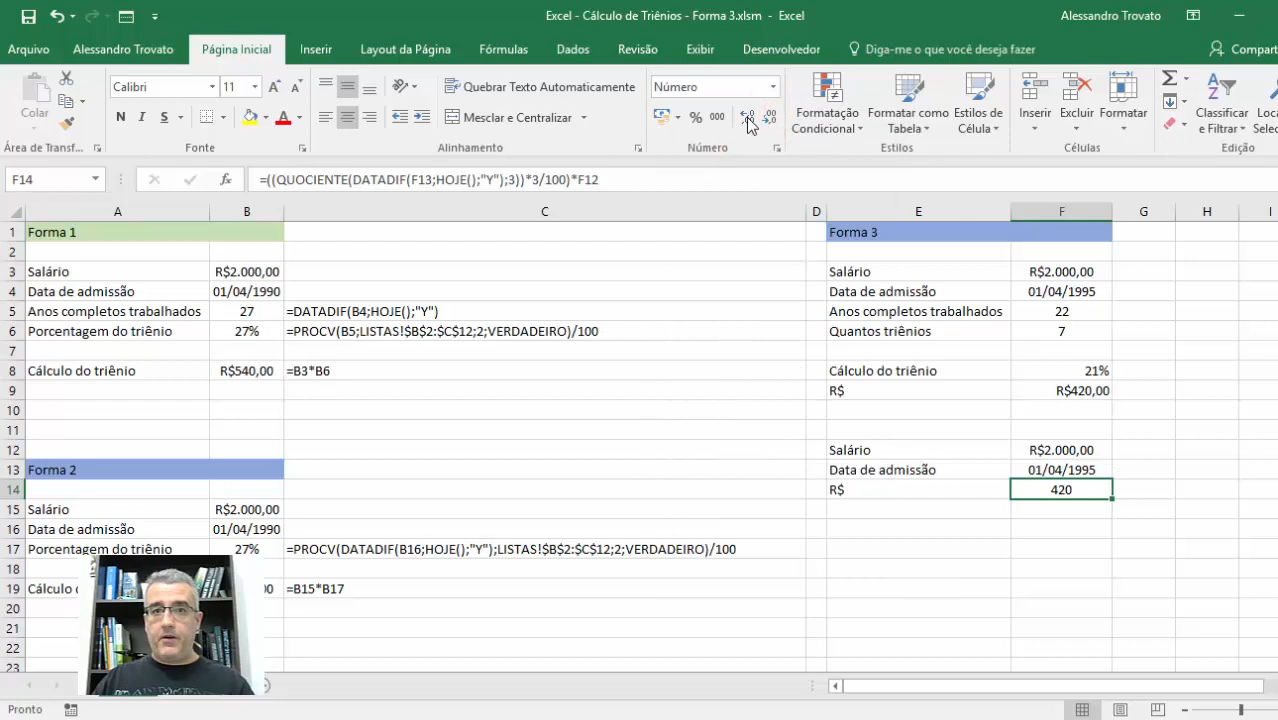 Excel - Cálculo de Triênios - Forma 3.xlsm - Excel
Alessandro Trovato
Arquivo Alessandro Trovato Página Inicial Inserir Layout da Página Fórmulas Dados Revisão Exibir Desenvolvedor Diga-me o que você deseja fazer Compart
Colar
Calibri 11
N I S
Quebrar Texto Automaticamente
Mesclar e Centralizar
Número
% 000
Formatação Condicional
Formatar como Tabela
Estilos de Célula
Inserir Excluir Formatar
Classificar e Filtrar
Loca
Selec
Área de Transf... Fonte Alinhamento Número Estilos Células Edição
F14 fx =((QUOCIENTE(DATADIF(F13;HOJE();"Y");3))*3/100)*F12
A B C D E F G H I
1 Forma 1 Forma 3
2
3 Salário R$2.000,00 Salário R$2.000,00
4 Data de admissão 01/04/1990 Data de admissão 01/04/1995
5 Anos completos trabalhados 27 =DATADIF(B4;HOJE();"Y") Anos completos trabalhados 22
6 Porcentagem do triênio 27% =PROCV(B5;LISTAS!$B$2:$C$12;2;VERDADEIRO)/100 Quantos triênios 7
7
8 Cálculo do triênio R$540,00 =B3*B6 Cálculo do triênio 21%
9 R$ R$420,00
10
11
12 Salário R$2.000,00
13 Forma 2 Data de admissão 01/04/1995
14 R$ 420
15 Salário R$2.000,00
16 Data de admissão 01/04/1990
17 Porcentagem do triênio 27% =PROCV(DATADIF(B16;HOJE();"Y");LISTAS!$B$2:$C$12;2;VERDADEIRO)/100
18
19 Cálculo 00 =B15*B17
20
21
22
23
Pronto